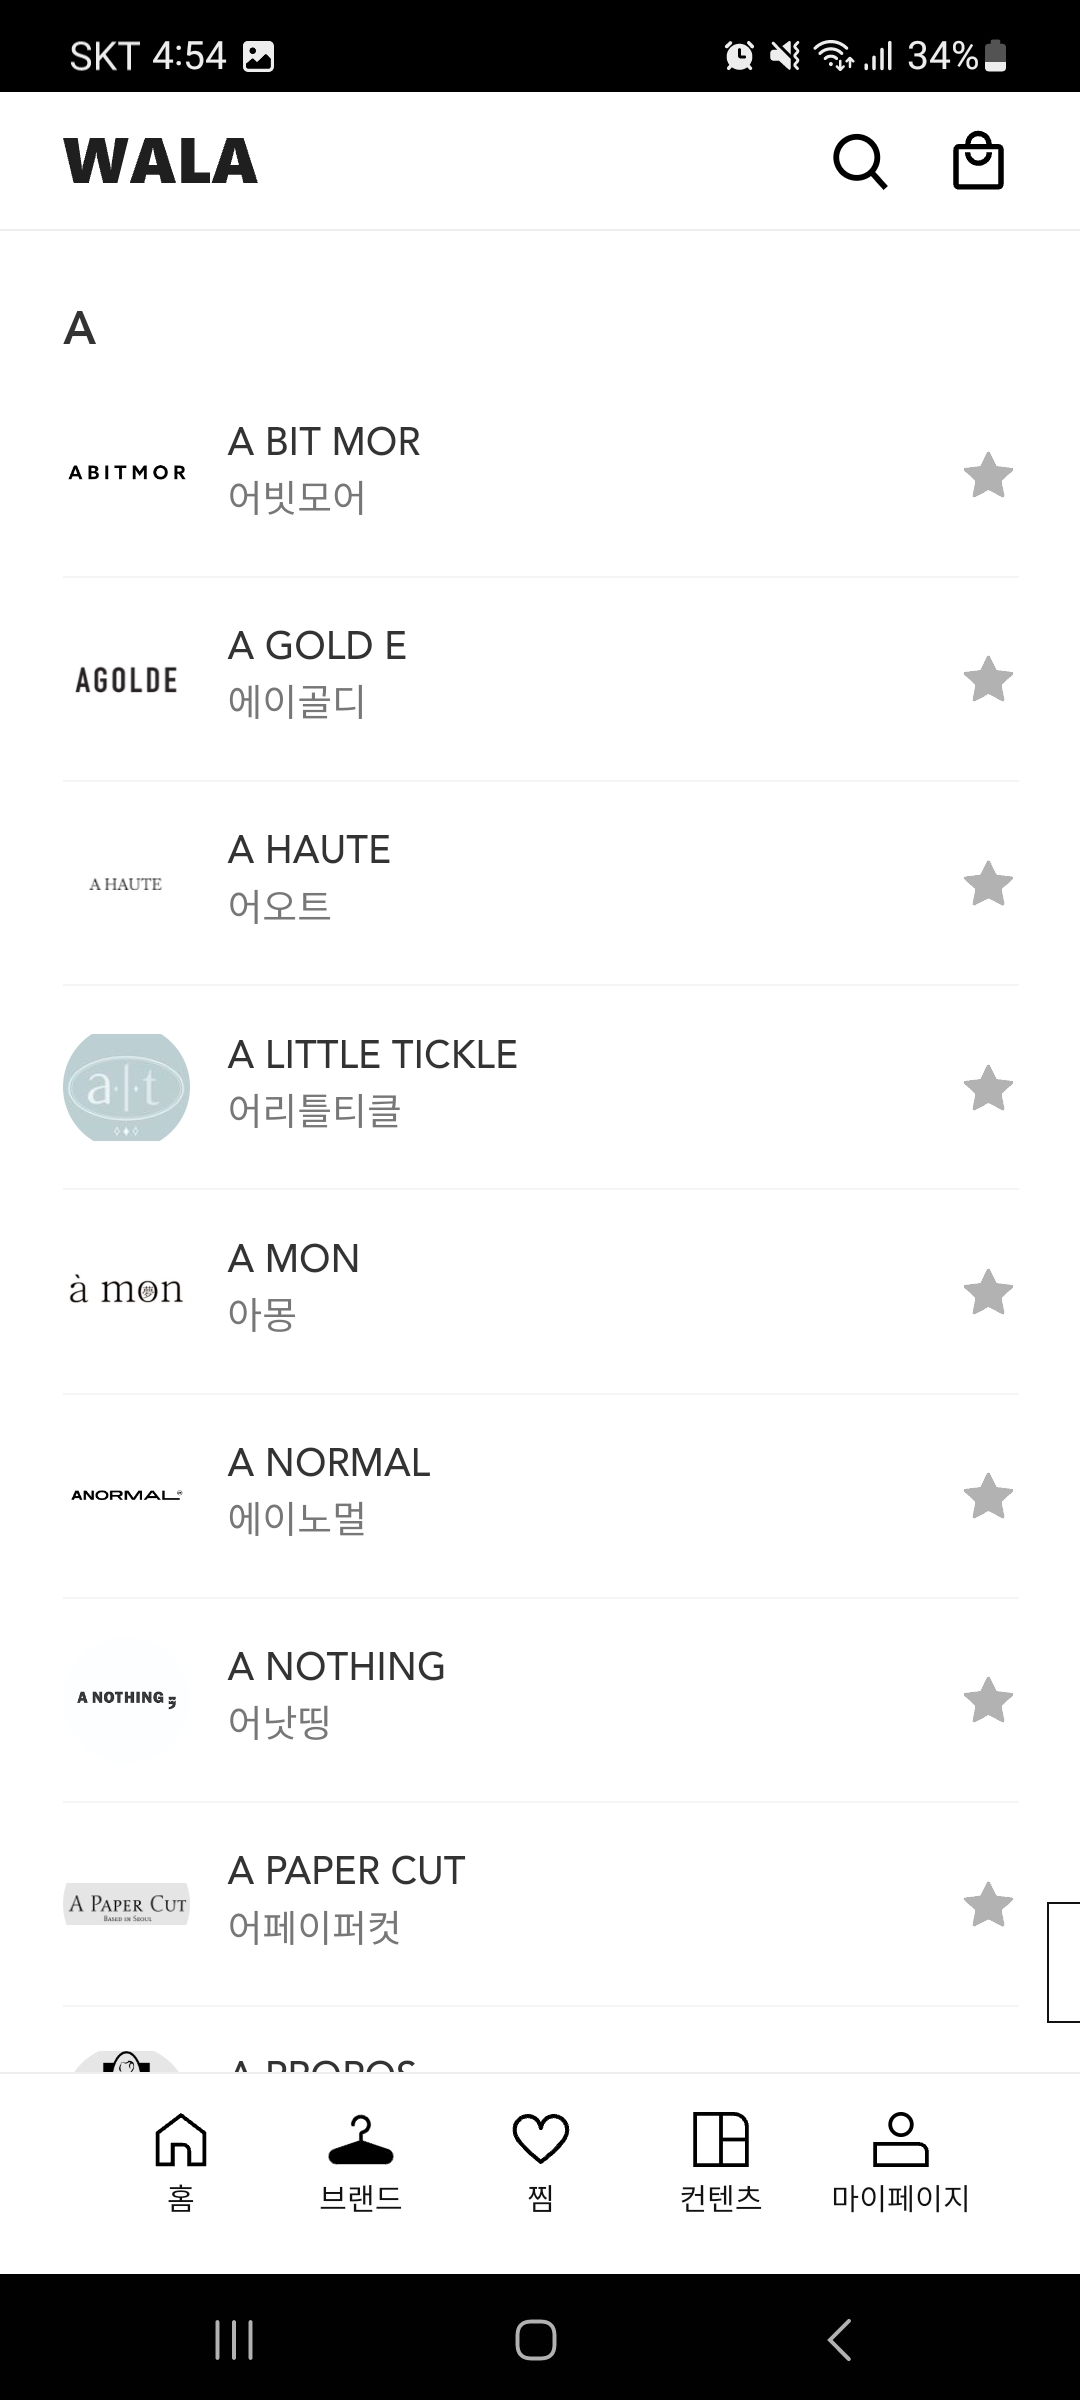 SKT 4:54 34%
WALA
A
ABITMOR
A BIT MOR
어빗모어
AGOLDE
A GOLD E
에이골디
A HAUTE
A HAUTE
어오트
a·l·t
A LITTLE TICKLE
어리틀티클
à mon
A MON
아몽
ANORMAL
A NORMAL
에이노멀
A NOTHING
A NOTHING
어낫띵
A PAPER CUT
BASED IN SEOUL
A PAPER CUT
어페이퍼컷
A PROPOS
홈 브랜드 찜 컨텐츠 마이페이지